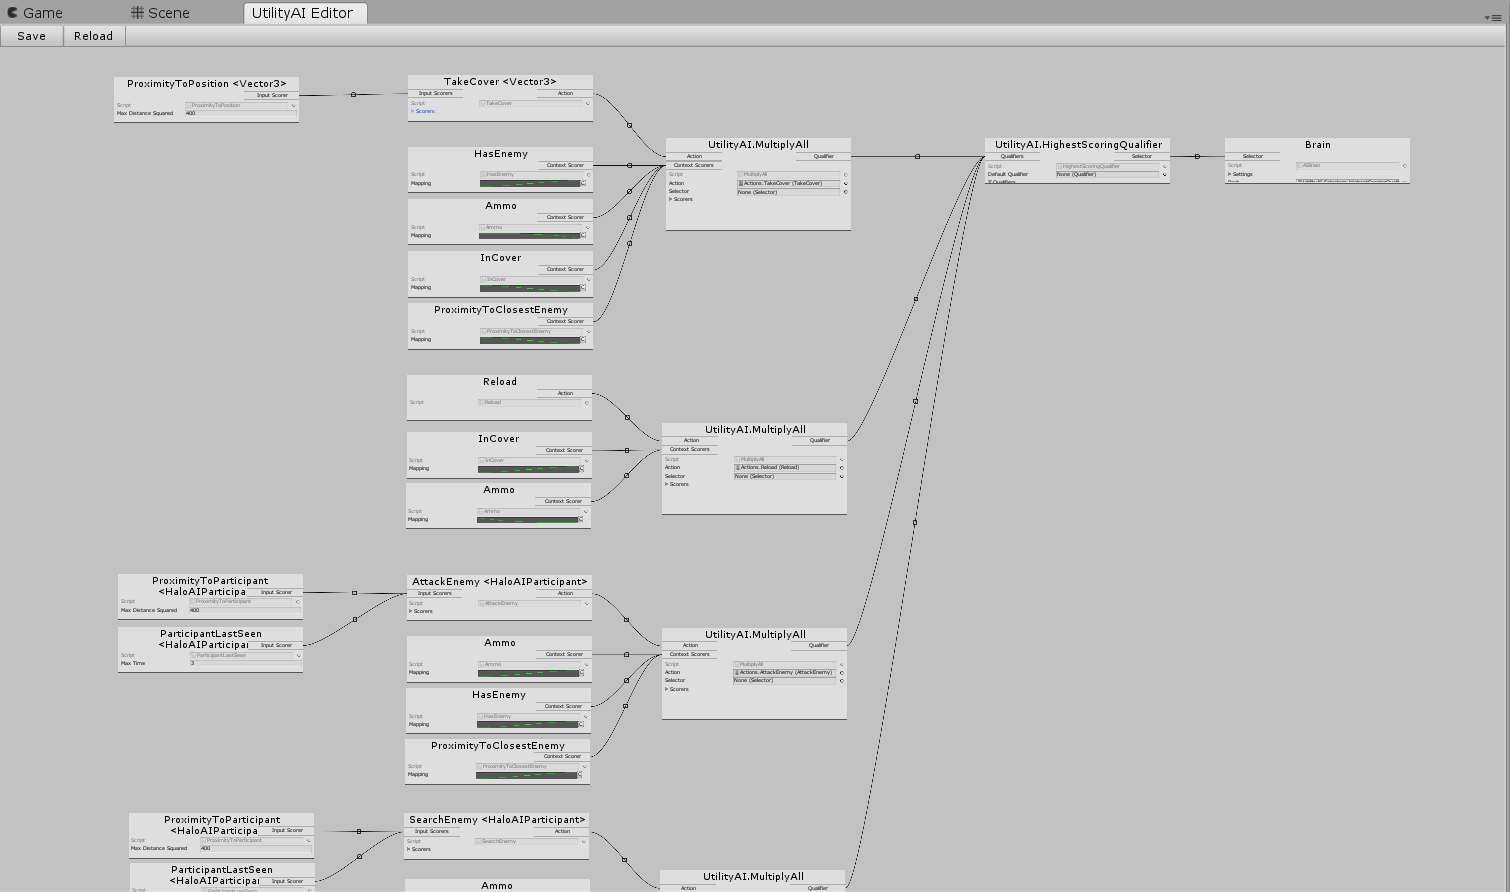 Game
Scene
UtilityAI Editor
Save
Reload
ProximityToPosition <Vector3>
Input Scorer
Script
ProximityToPosition
Max Distance Squared
400
TakeCover <Vector3>
Input Scorers
Action
Script
TakeCover
Scorers
HasEnemy
Context Scorer
Script
HasEnemy
Mapping
Ammo
Context Scorer
Script
Ammo
Mapping
InCover
Context Scorer
Script
InCover
Mapping
ProximityToClosestEnemy
Context Scorer
Script
ProximityToClosestEnemy
Mapping
UtilityAI.MultiplyAll
Action
Qualifier
Context Scorers
Script
MultiplyAll
Action
Actions.TakeCover (TakeCover)
Selector
None (Selector)
Scorers
UtilityAI.HighestScoringQualifier
Qualifiers
Selector
Script
HighestScoringQualifier
Default Qualifier
None (Qualifier)
Qualifiers
Brain
Selector
Script
AIBrain
Settings
Reload
Action
Script
Reload
InCover
Context Scorer
Script
InCover
Mapping
Ammo
Context Scorer
Script
Ammo
Mapping
UtilityAI.MultiplyAll
Action
Qualifier
Context Scorers
Script
MultiplyAll
Action
Actions.Reload (Reload)
Selector
None (Selector)
Scorers
ProximityToParticipant
<HaloAIParticipa
Input Scorer
Script
ProximityToParticipant
Max Distance Squared
400
ParticipantLastSeen
<HaloAIParticipa
Input Scorer
Script
ParticipantLastSeen
Max Time
3
AttackEnemy <HaloAIParticipant>
Input Scorers
Action
Script
AttackEnemy
Scorers
Ammo
Context Scorer
Script
Ammo
Mapping
HasEnemy
Context Scorer
Script
HasEnemy
Mapping
ProximityToClosestEnemy
Context Scorer
Script
ProximityToClosestEnemy
Mapping
UtilityAI.MultiplyAll
Action
Qualifier
Context Scorers
Script
MultiplyAll
Action
Actions.AttackEnemy (AttackEnemy)
Selector
None (Selector)
Scorers
ProximityToParticipant
<HaloAIParticipa
Input Scorer
Script
ProximityToParticipant
Max Distance Squared
400
ParticipantLastSeen
<HaloAIParticipa
Input Scorer
Script
ParticipantLastSeen
SearchEnemy <HaloAIParticipant>
Input Scorers
Action
Script
SearchEnemy
Scorers
Ammo
UtilityAI.MultiplyAll
Action
Qualifier